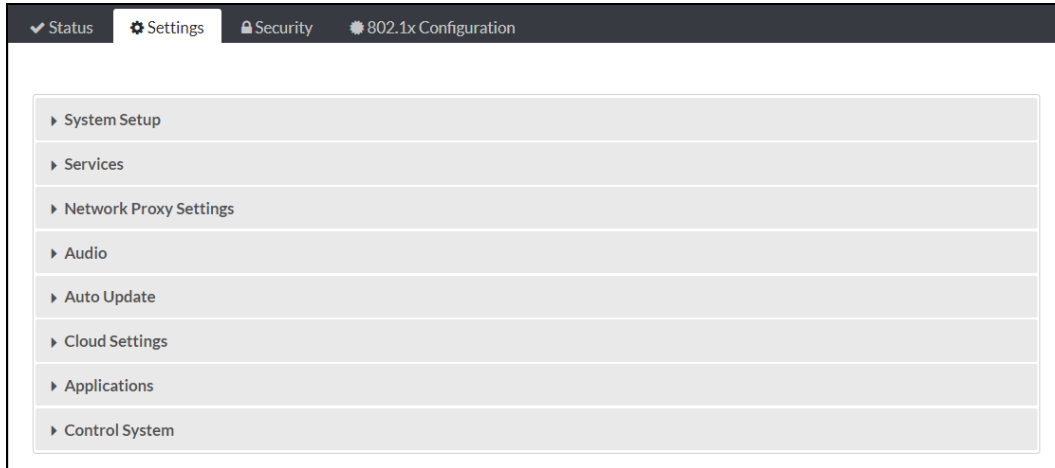 Status Settings Security 802.1x Configuration
System Setup
Services
Network Proxy Settings
Audio
Auto Update
Cloud Settings
Applications
Control System